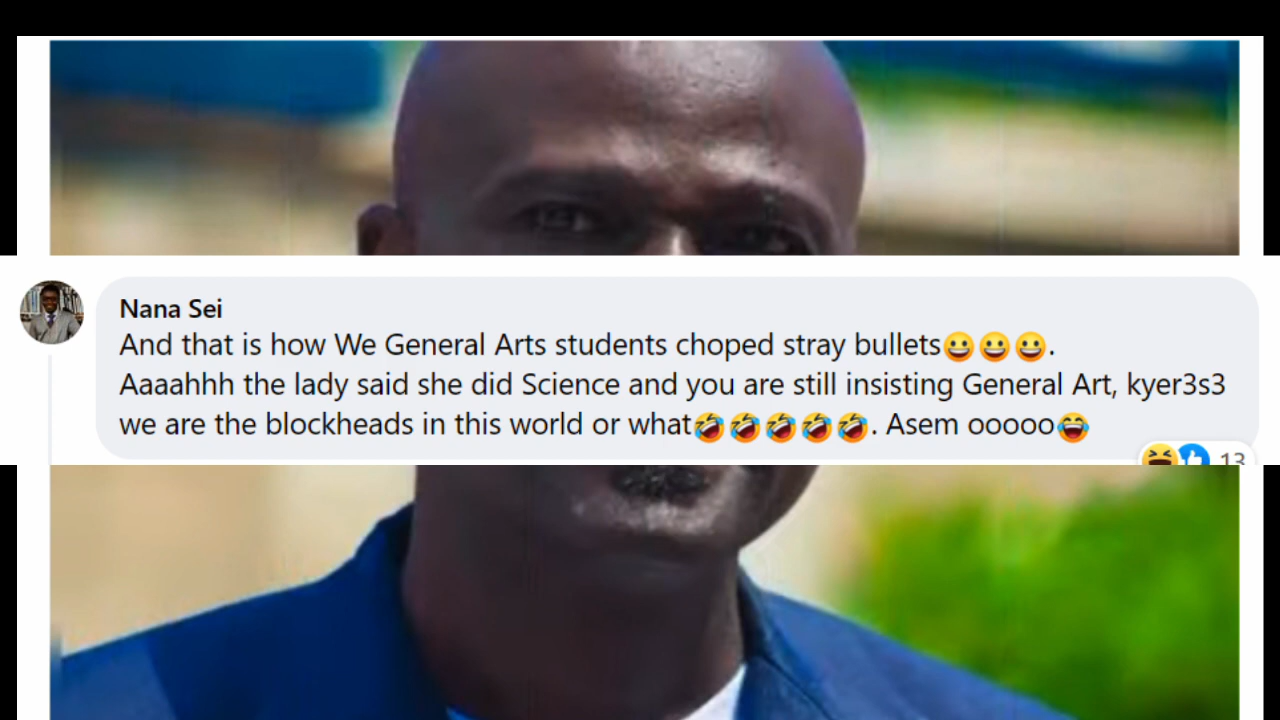 Nana Sei
And that is how We General Arts students choped stray bullets😀😀😀.
Aaaahhh the lady said she did Science and you are still insisting General Art, kyer3s3
we are the blockheads in this world or what🤣🤣🤣🤣🤣. Asem ooooo😂
13